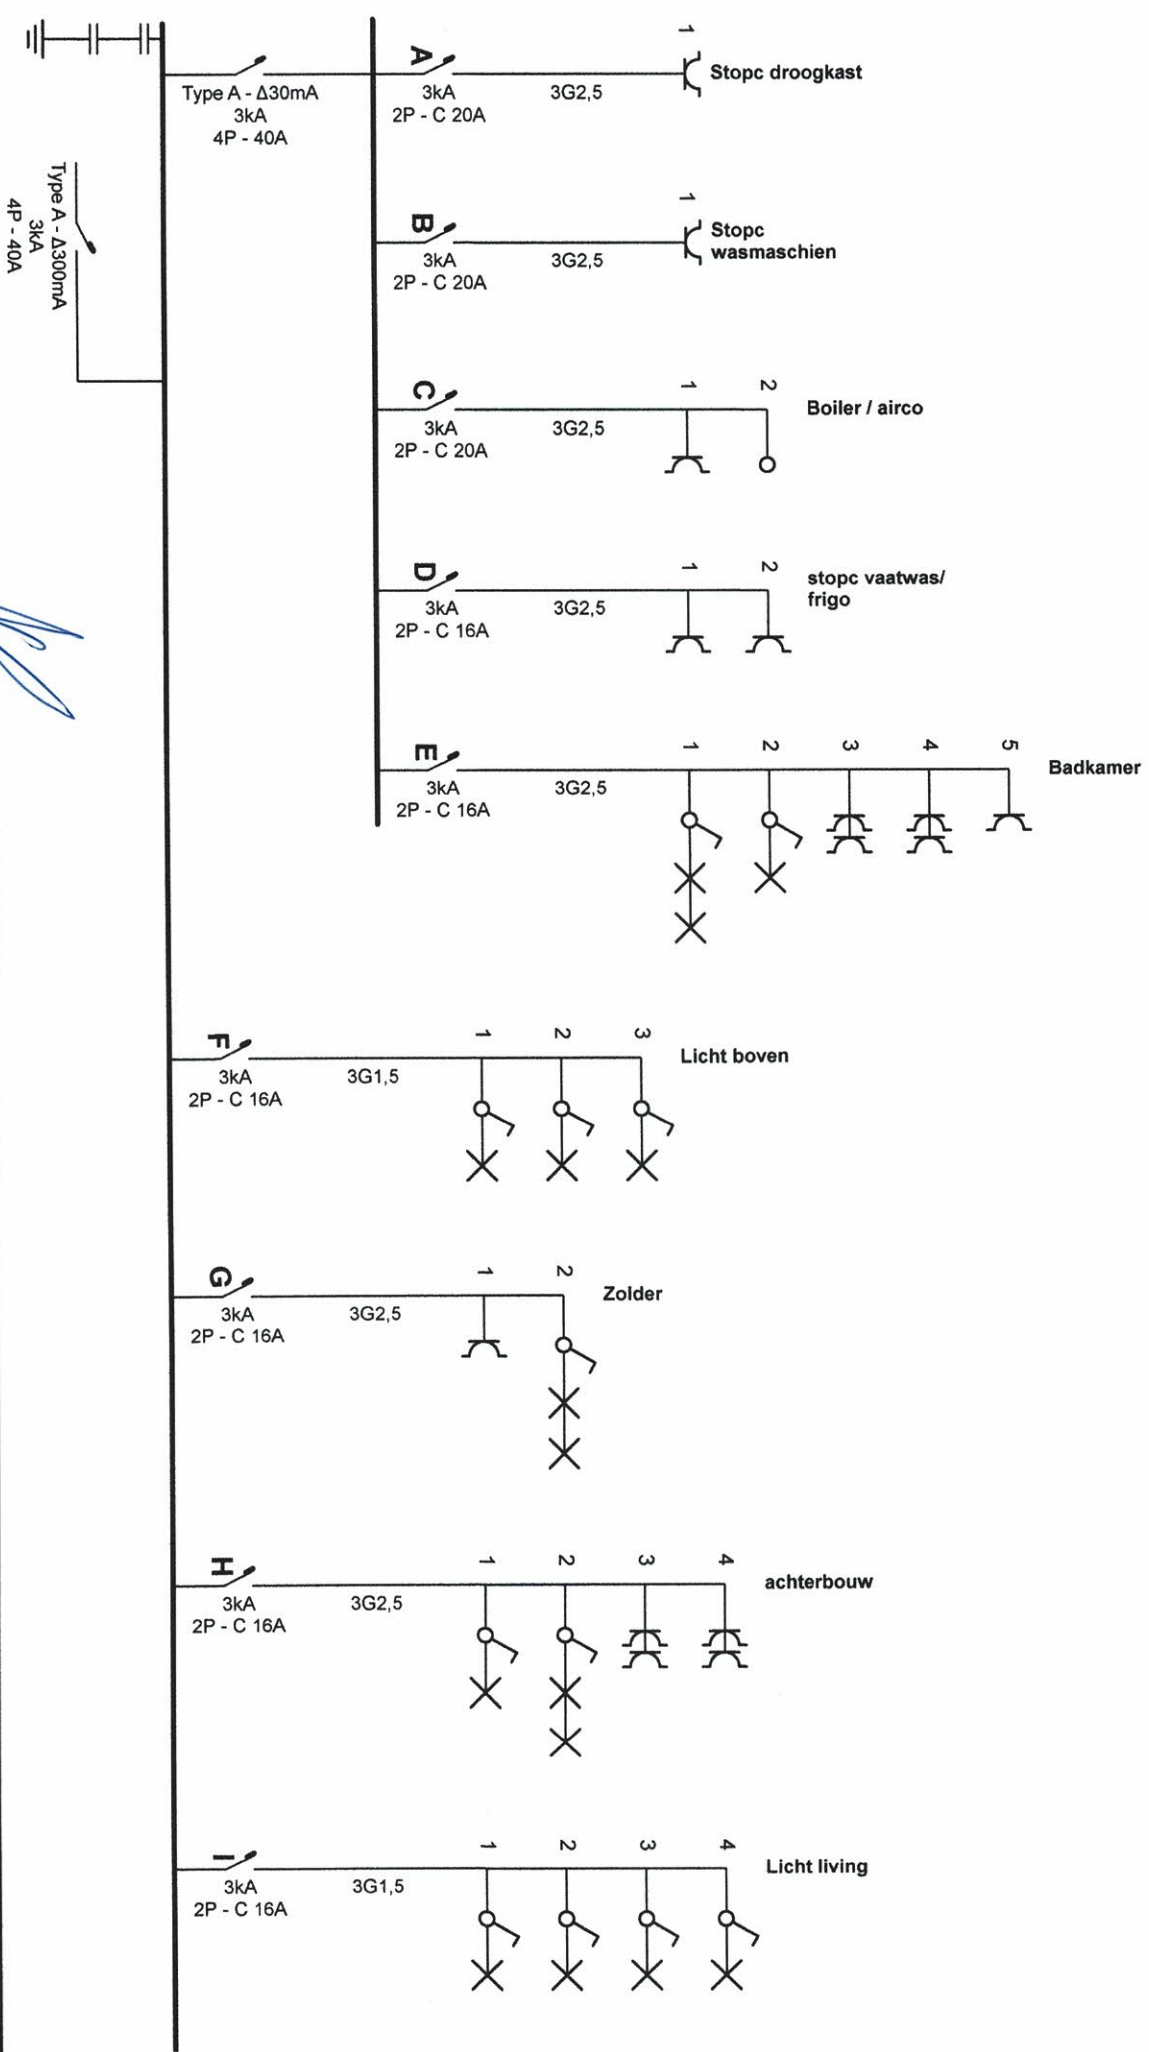 Type A - Δ30mA
3kA
4P - 40A
Type A - Δ300mA
3kA
4P - 40A
A
3kA
2P - C 20A
3G2,5
1
Stopc droogkast
B
3kA
2P - C 20A
3G2,5
1
Stopc
wasmaschien
C
3kA
2P - C 20A
3G2,5
1
2
Boiler / airco
D
3kA
2P - C 16A
3G2,5
1
2
stopc vaatwas/
frigo
E
3kA
2P - C 16A
3G2,5
1
2
3
4
5
Badkamer
F
3kA
2P - C 16A
3G1,5
1
2
3
Licht boven
G
3kA
2P - C 16A
3G2,5
1
2
Zolder
H
3kA
2P - C 16A
3G2,5
1
2
3
4
achterbouw
I
3kA
2P - C 16A
3G1,5
1
2
3
4
Licht living